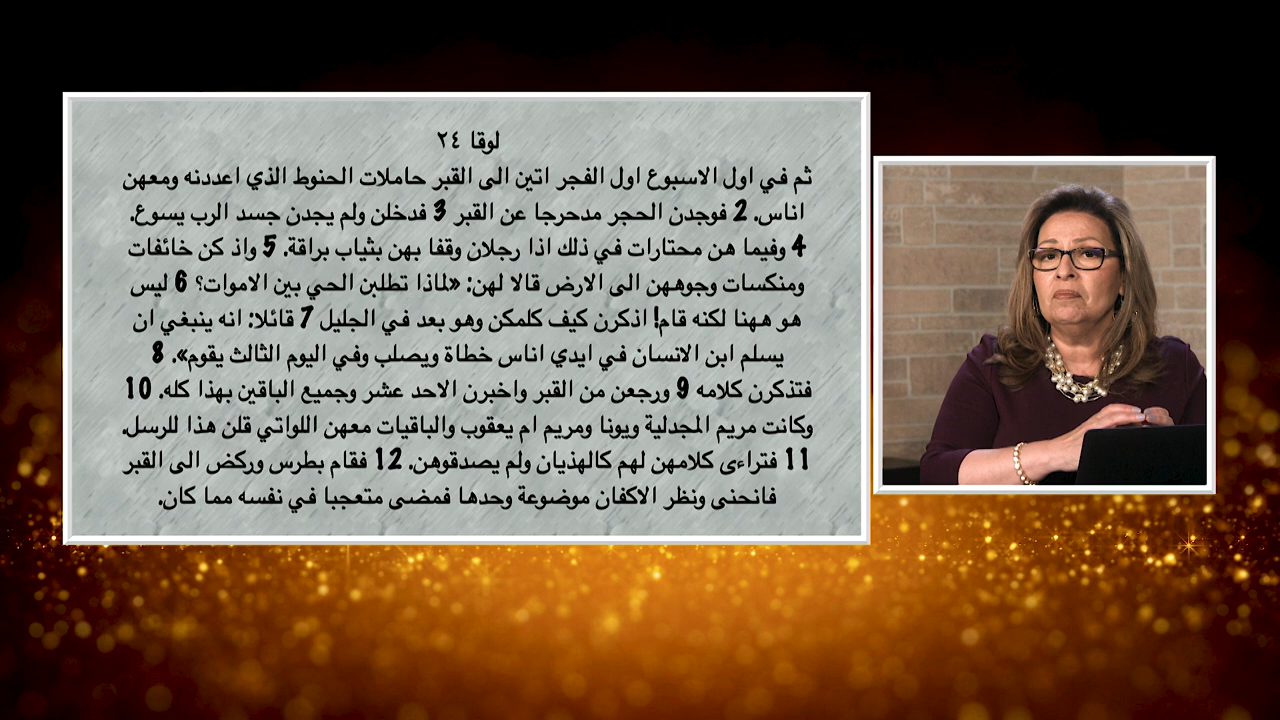 لوقا ٢٤
ثم في اول الاسبوع اول الفجر اتين الى القبر حاملات الحنوط الذي اعددنه ومعهن
اناس. 2 فوجدن الحجر مدحرجا عن القبر 3 فدخلن ولم يجدن جسد الرب يسوع.
4 وفيما هن محتارات في ذلك اذا رجلان وقفا بهن بثياب براقة. 5 واذ كن خائفات
ومنكسات وجوههن الى الارض قالا لهن: «لماذا تطلبن الحي بين الاموات؟ 6 ليس
هو ههنا لكنه قام! اذكرن كيف كلمكن وهو بعد في الجليل 7 قائلا: انه ينبغي ان
يسلم ابن الانسان في ايدي اناس خطاة ويصلب وفي اليوم الثالث يقوم». 8
فتذكرن كلامه 9 ورجعن من القبر واخبرن الاحد عشر وجميع الباقين بهذا كله. 10
وكانت مريم المجدلية ويونا ومريم ام يعقوب والباقيات معهن اللواتي قلن هذا للرسل.
11 فتراءى كلامهن لهم كالهذيان ولم يصدقوهن. 12 فقام بطرس وركض الى القبر
فانحنى ونظر الاكفان موضوعة وحدها فمضى متعجبا في نفسه مما كان.